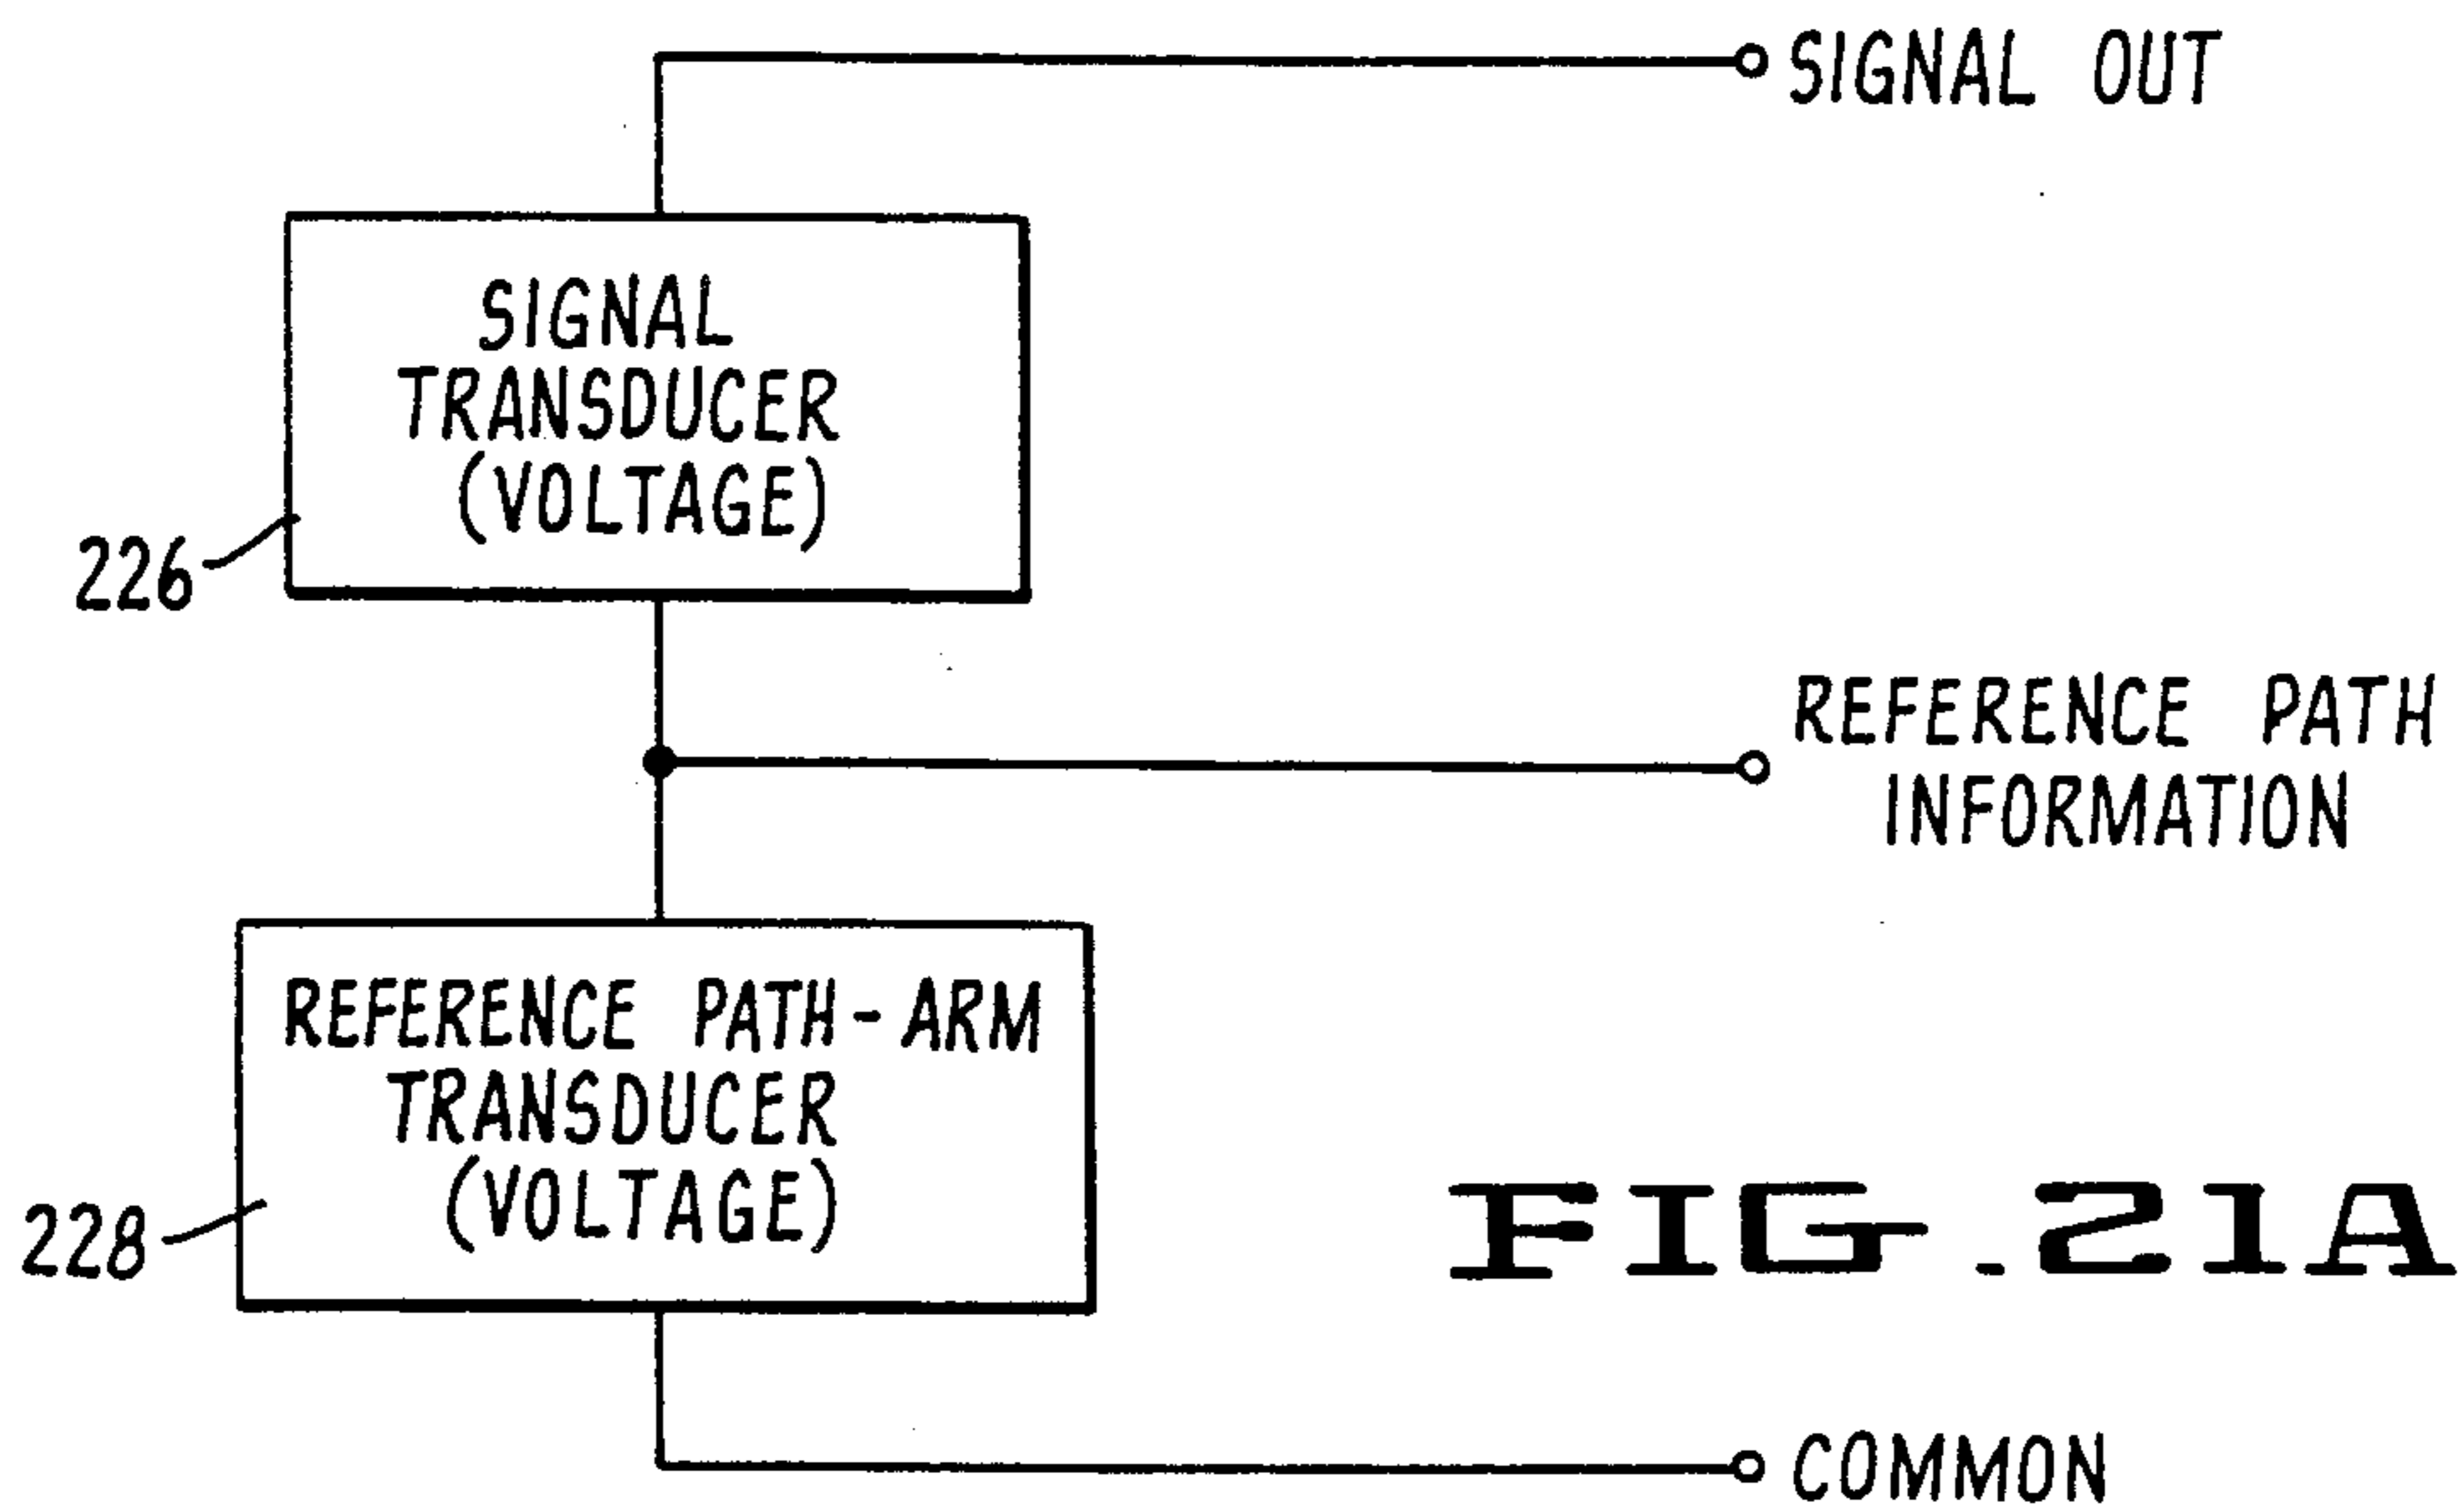 SIGNAL OUT
SIGNAL
TRANSDUCER
(VOLTAGE)
226
REFERENCE PATH
INFORMATION
REFERENCE PATH-ARM
TRANSDUCER
(VOLTAGE)
228
FIG.21A
COMMON